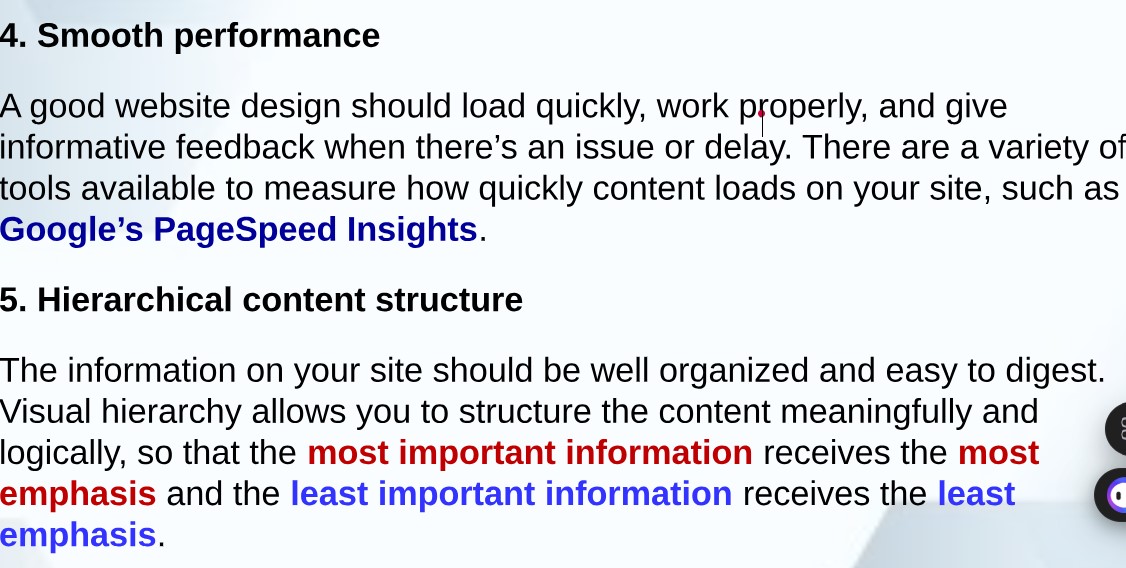 4. Smooth performance
A good website design should load quickly, work properly, and give
informative feedback when there’s an issue or delay. There are a variety of
tools available to measure how quickly content loads on your site, such as
Google’s PageSpeed Insights.
5. Hierarchical content structure
The information on your site should be well organized and easy to digest.
Visual hierarchy allows you to structure the content meaningfully and
logically, so that the most important information receives the most
emphasis and the least important information receives the least
emphasis.